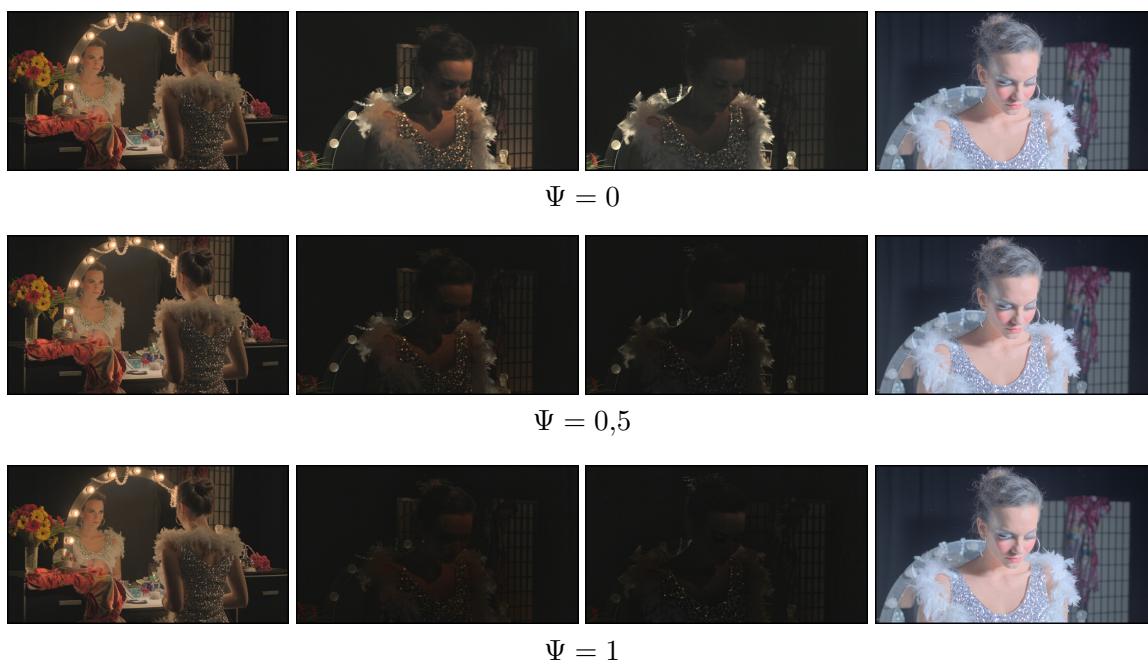 Ψ = 0
Ψ = 0,5
Ψ = 1